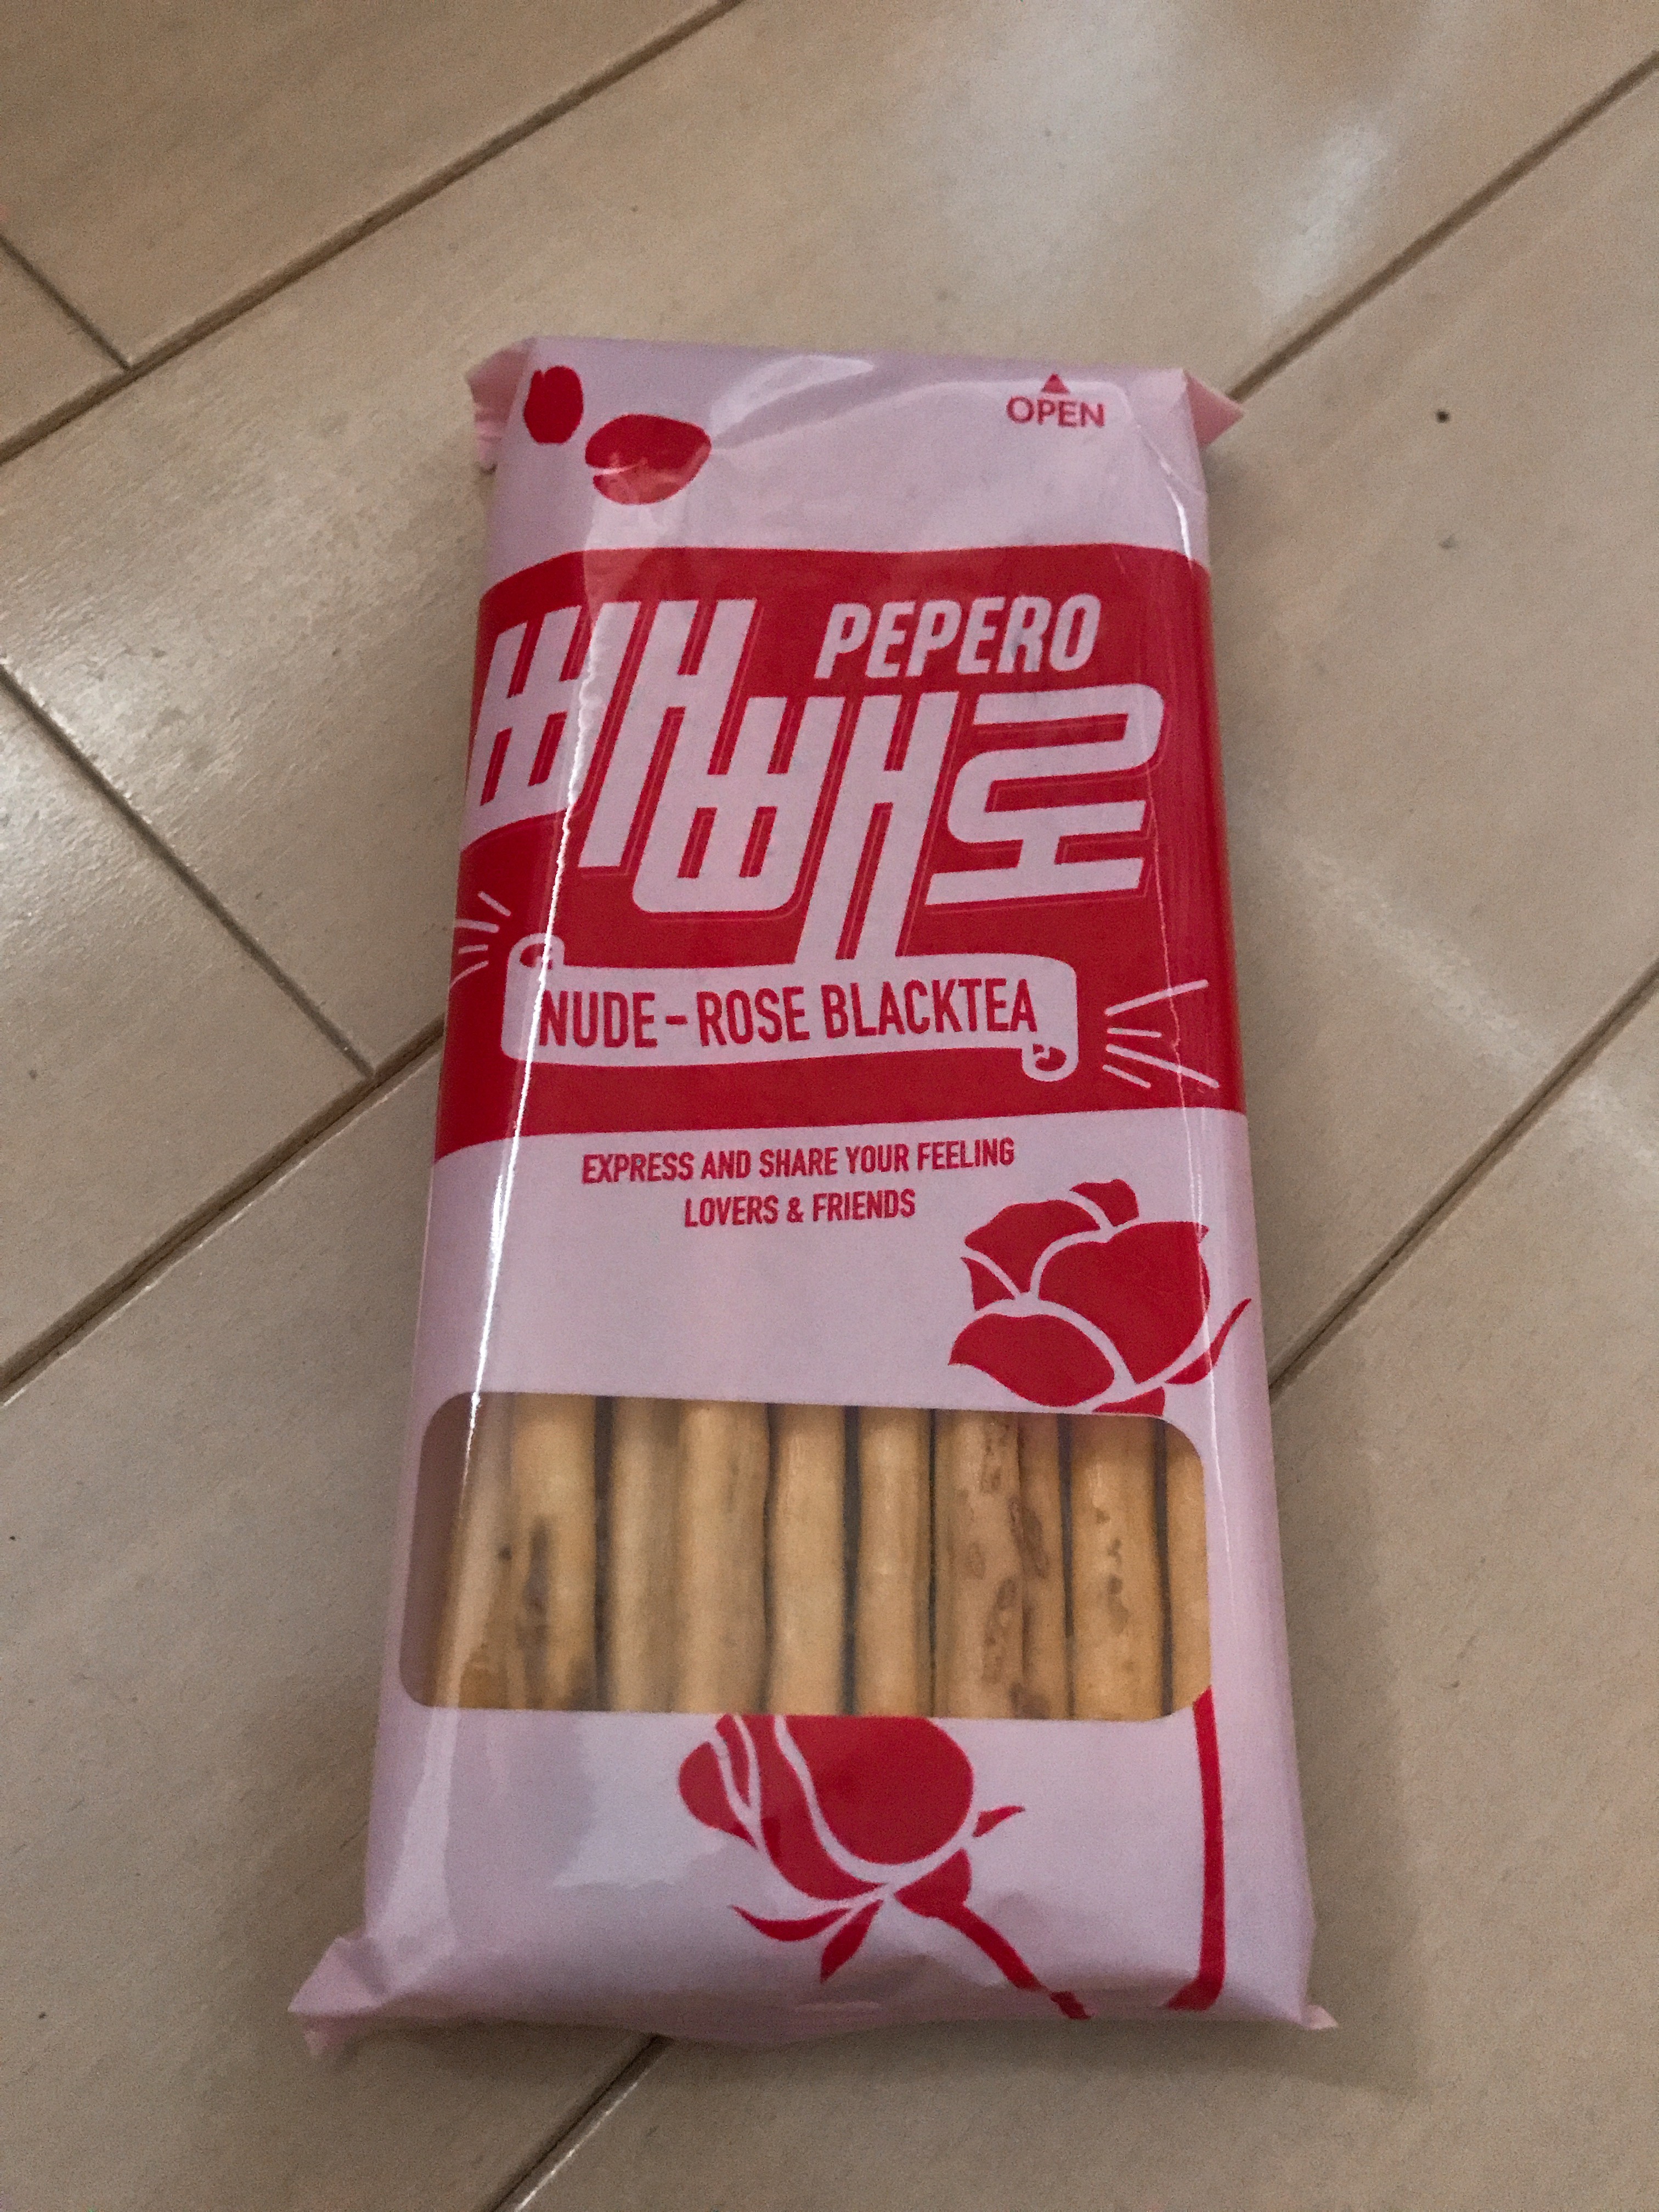 OPEN
PEPERO
빼빼로
NUDE-ROSE BLACKTEA
EXPRESS AND SHARE YOUR FEELING
LOVERS & FRIENDS